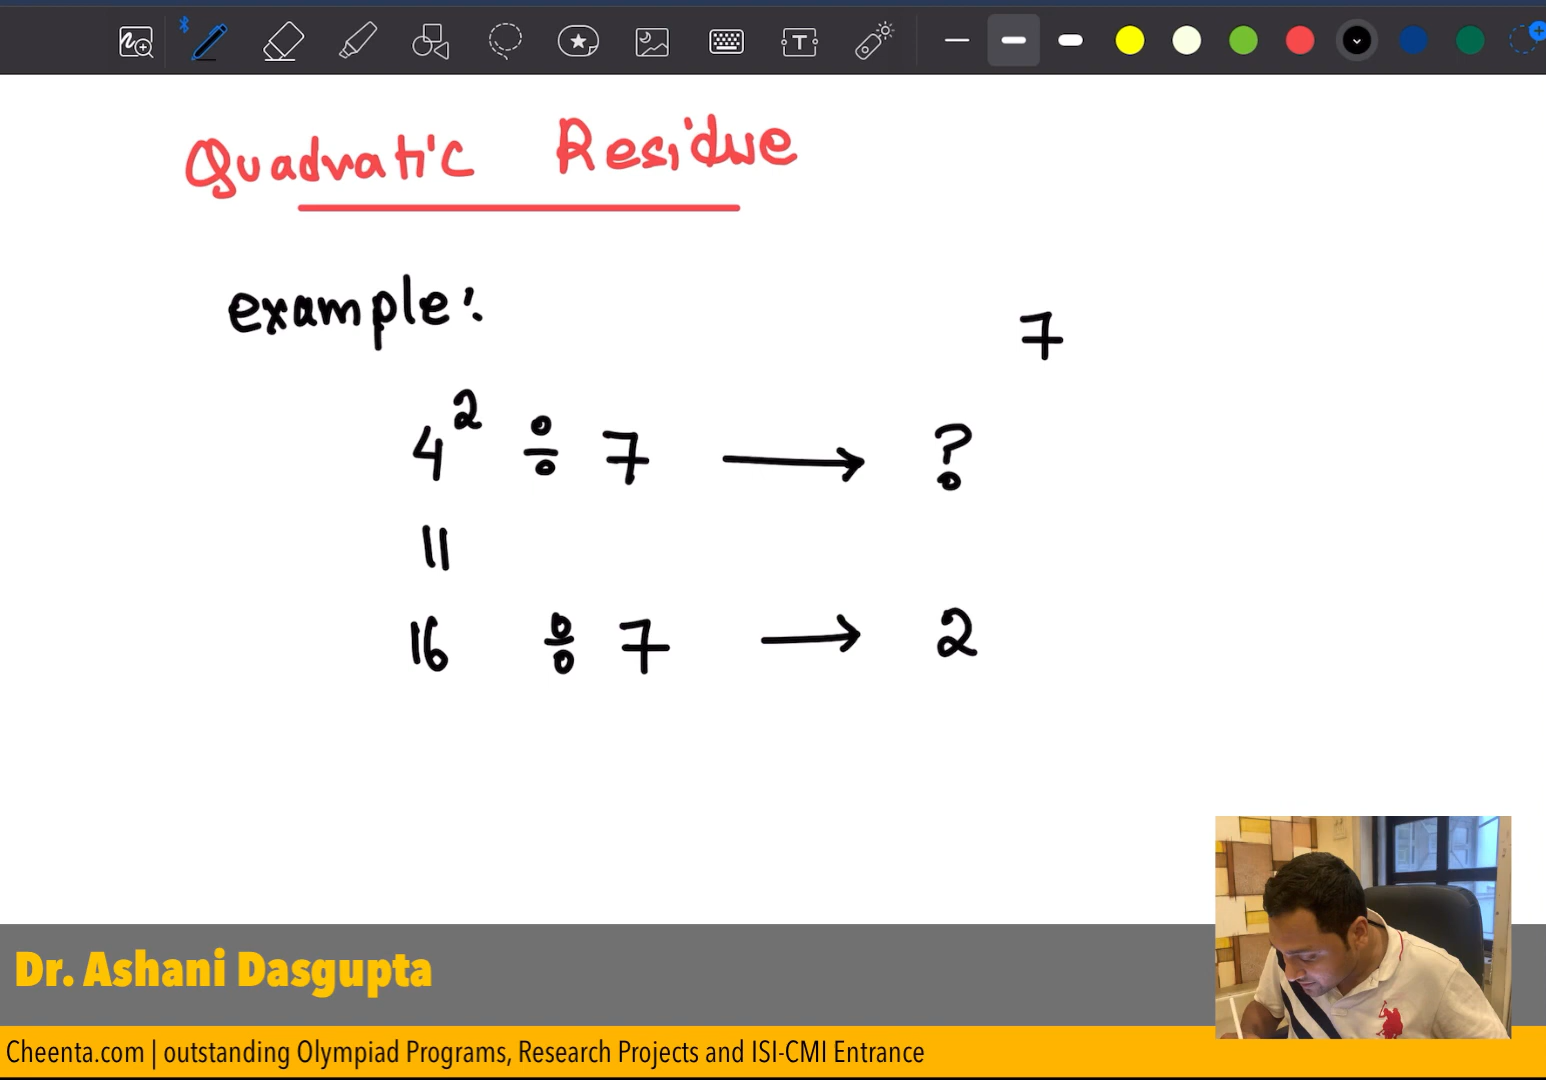 Quadratic Residue
example:
7
4² ÷ 7 ⟶ ?
11
16 ÷ 7 ⟶ 2
Dr. Ashani Dasgupta
Cheenta.com | outstanding Olympiad Programs, Research Projects and ISI-CMI Entrance